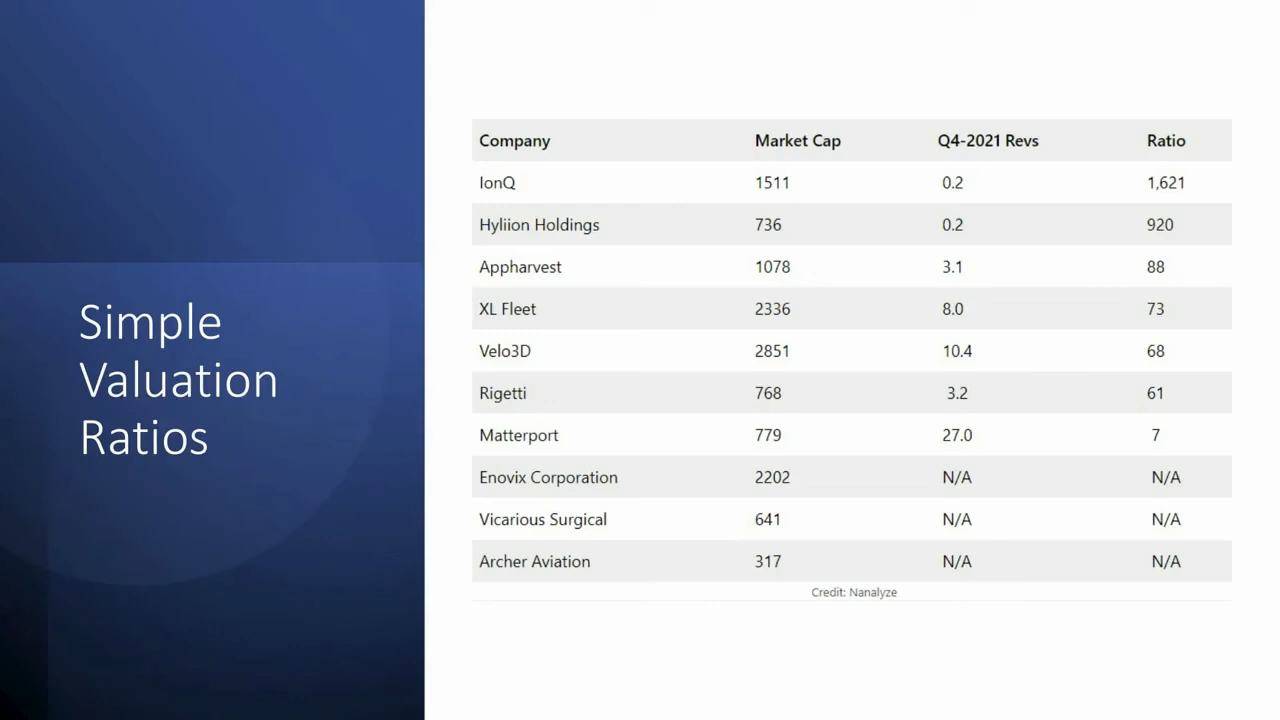 Simple
Valuation
Ratios
Company Market Cap Q4-2021 Revs Ratio
IonQ 1511 0.2 1,621
Hyliion Holdings 736 0.2 920
Appharvest 1078 3.1 88
XL Fleet 2336 8.0 73
Velo3D 2851 10.4 68
Rigetti 768 3.2 61
Matterport 779 27.0 7
Enovix Corporation 2202 N/A N/A
Vicarious Surgical 641 N/A N/A
Archer Aviation 317 N/A N/A
Credit: Nanalyze